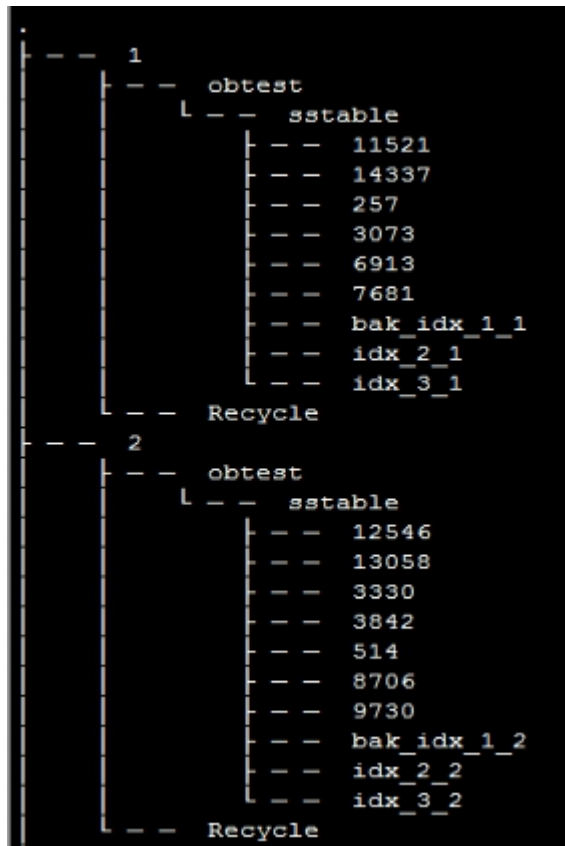 .
├ — — 1
│ ├ — — obtest
│ │ └ — — sstable
│ │ ├ — — 11521
│ │ ├ — — 14337
│ │ ├ — — 257
│ │ ├ — — 3073
│ │ ├ — — 6913
│ │ ├ — — 7681
│ │ ├ — — bak_idx_1_1
│ │ ├ — — idx_2_1
│ │ └ — — idx_3_1
│ └ — — Recycle
├ — — 2
│ ├ — — obtest
│ │ └ — — sstable
│ │ ├ — — 12546
│ │ ├ — — 13058
│ │ ├ — — 3330
│ │ ├ — — 3842
│ │ ├ — — 514
│ │ ├ — — 8706
│ │ ├ — — 9730
│ │ ├ — — bak_idx_1_2
│ │ ├ — — idx_2_2
│ │ └ — — idx_3_2
│ └ — — Recycle